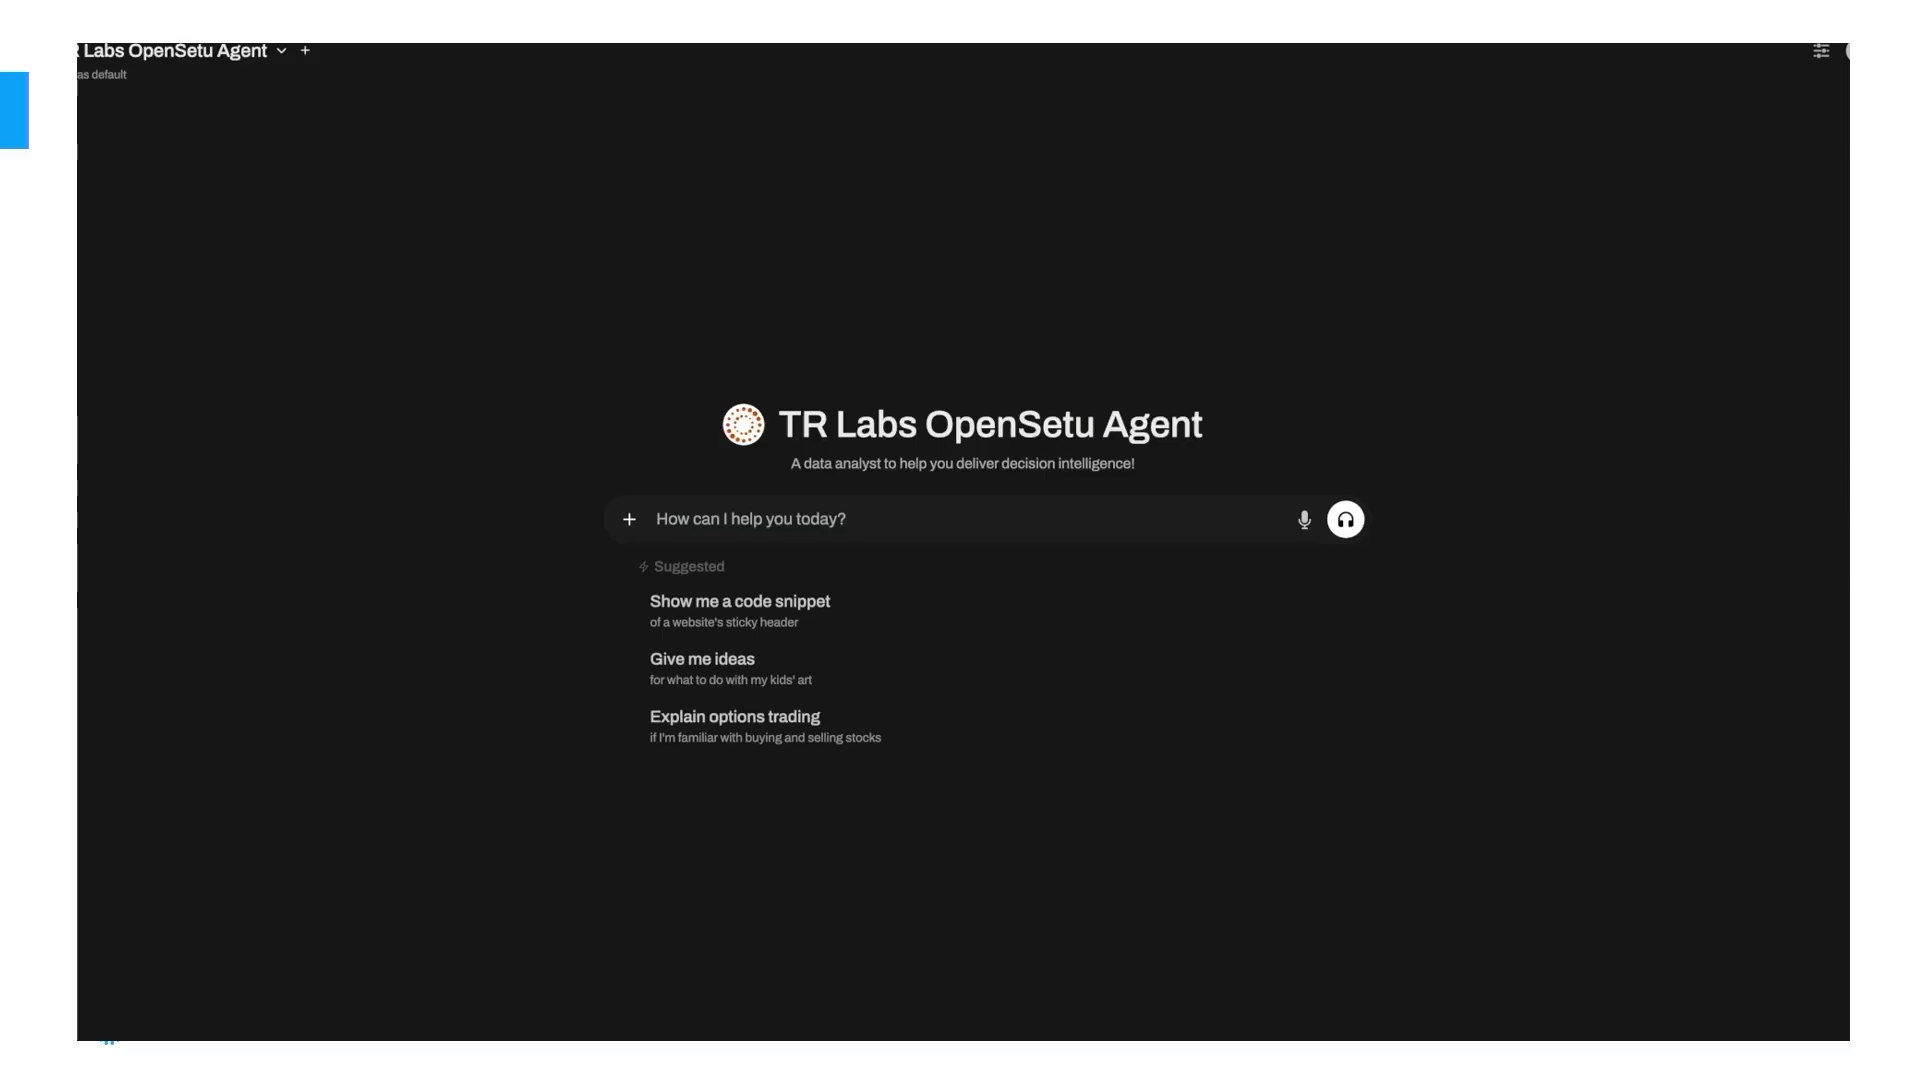 Labs OpenSetu Agent
as default
TR Labs OpenSetu Agent
A data analyst to help you deliver decision intelligence!
How can I help you today?
Suggested
Show me a code snippet
of a website's sticky header
Give me ideas
for what to do with my kids' art
Explain options trading
if I'm familiar with buying and selling stocks